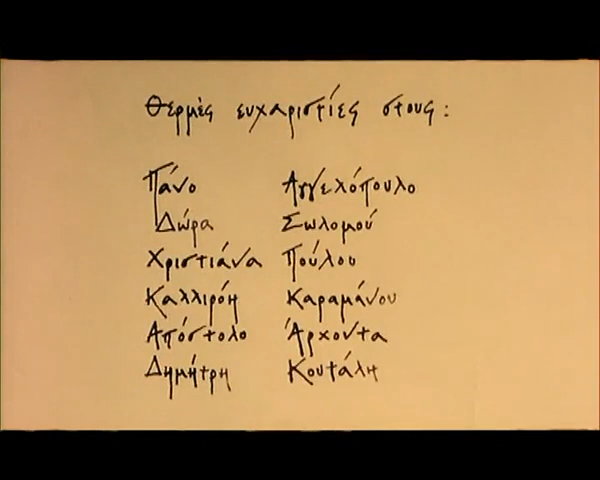 Θερμές ευχαριστίες στους:
Πάνο Αγγελόπουλο
Δώρα Σωλομού
Χριστιάνα Πούλου
Καλλιρόη Καραμάνου
Απόστολο Άρχοντα
Δημήτρη Κουτάλη